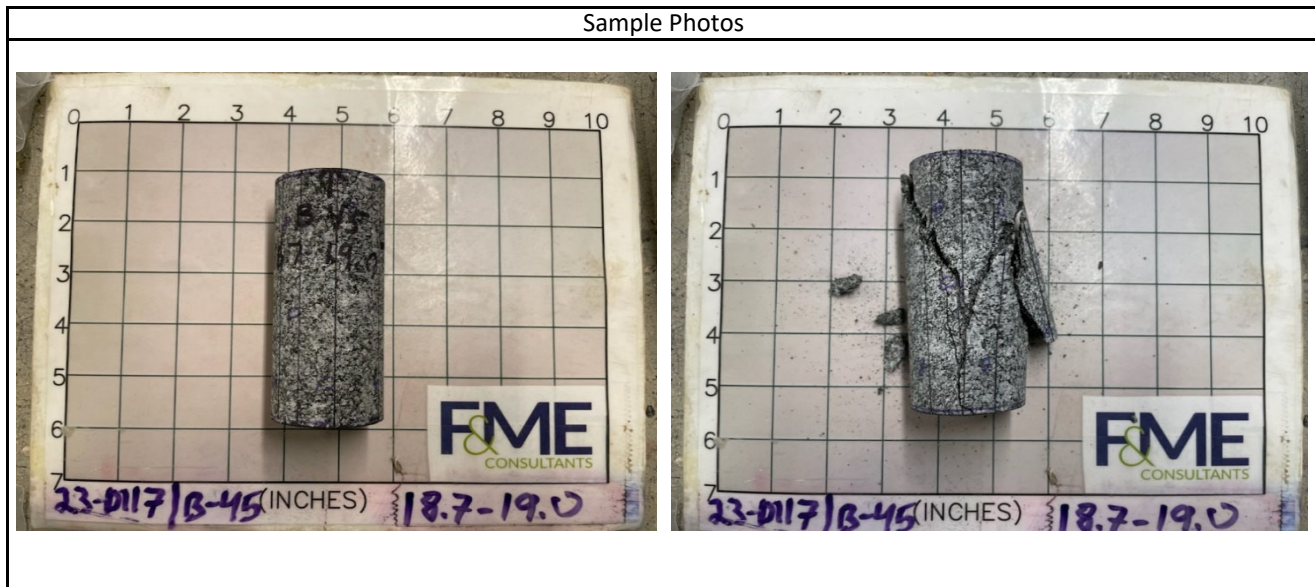 Sample Photos
0 1 2 3 4 5 6 7 8 9 10
1
2
3
4
5
6
7
B-45
F&ME
CONSULTANTS
23-D117/B-45 (INCHES) 18.7-19.0
0 1 2 3 4 5 6 7 8 9 10
1
2
3
4
5
6
7
F&ME
CONSULTANTS
23-D117/B-45 (INCHES) 18.7-19.0